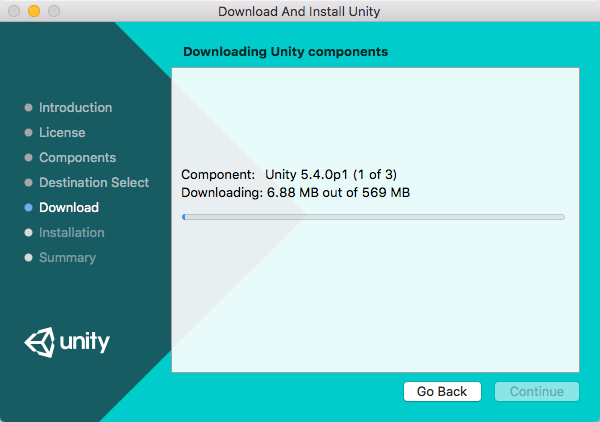 Download And Install Unity
Downloading Unity components
Introduction
License
Components
Destination Select
Download
Installation
Summary
Component: Unity 5.4.0p1 (1 of 3)
Downloading: 6.88 MB out of 569 MB
unity
Go Back
Continue